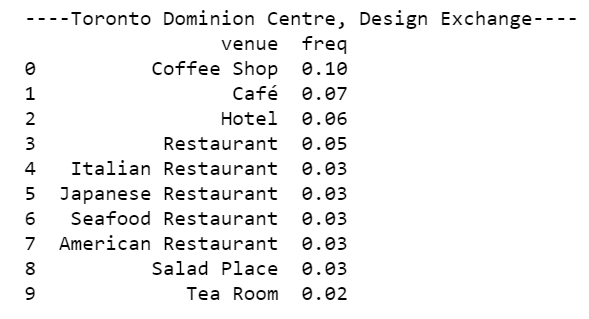 ----Toronto Dominion Centre, Design Exchange----
venue freq
0 Coffee Shop 0.10
1 Café 0.07
2 Hotel 0.06
3 Restaurant 0.05
4 Italian Restaurant 0.03
5 Japanese Restaurant 0.03
6 Seafood Restaurant 0.03
7 American Restaurant 0.03
8 Salad Place 0.03
9 Tea Room 0.02